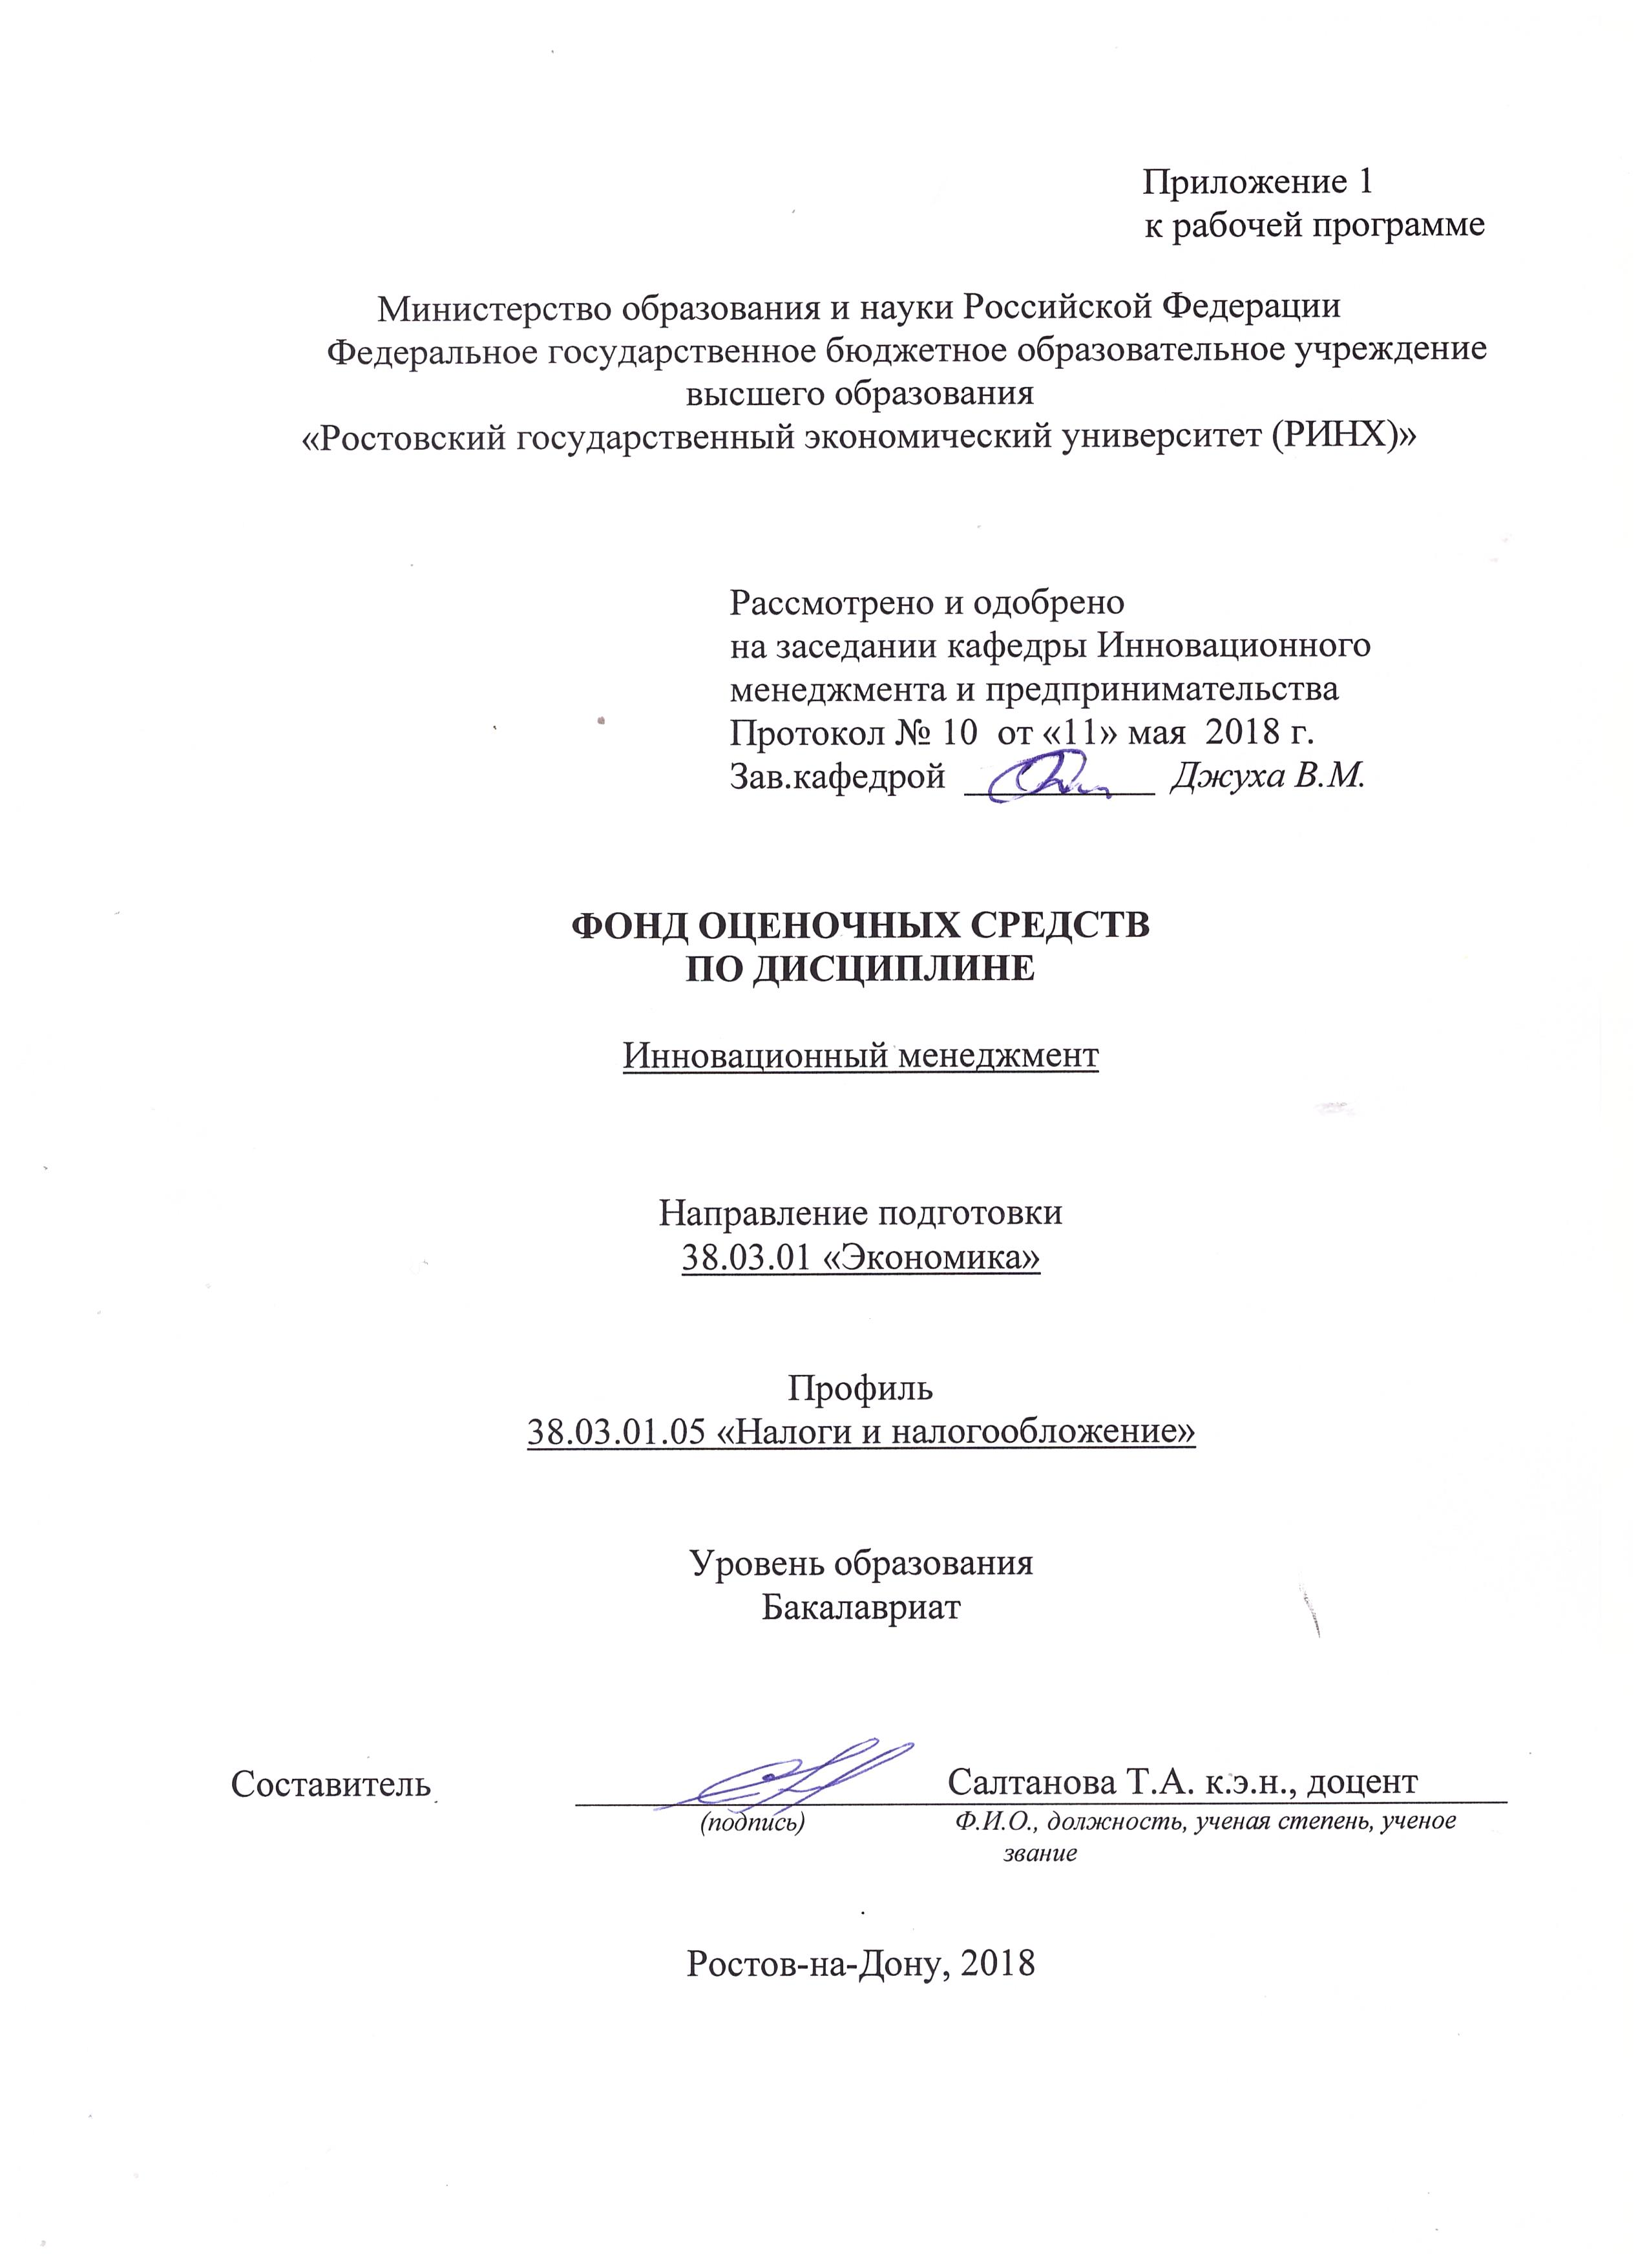 Приложение 1
к рабочей программе
Министерство образования и науки Российской Федерации
Федеральное государственное бюджетное образовательное учреждение
высшего образования
«Ростовский государственный экономический университет (РИНХ)»
Рассмотрено и одобрено
на заседании кафедры Инновационного
менеджмента и предпринимательства
Протокол № 10 от «11» мая 2018 г.
Зав.кафедрой Джуха В.М.
ФОНД ОЦЕНОЧНЫХ СРЕДСТВ
ПО ДИСЦИПЛИНЕ
Инновационный менеджмент
Направление подготовки
38.03.01 «Экономика»
Профиль
38.03.01.05 «Налоги и налогообложение»
Уровень образования
Бакалавриат
Составитель Салтанова Т.А. к.э.н., доцент
(подпись) Ф.И.О., должность, ученая степень, ученое
звание
Ростов-на-Дону, 2018